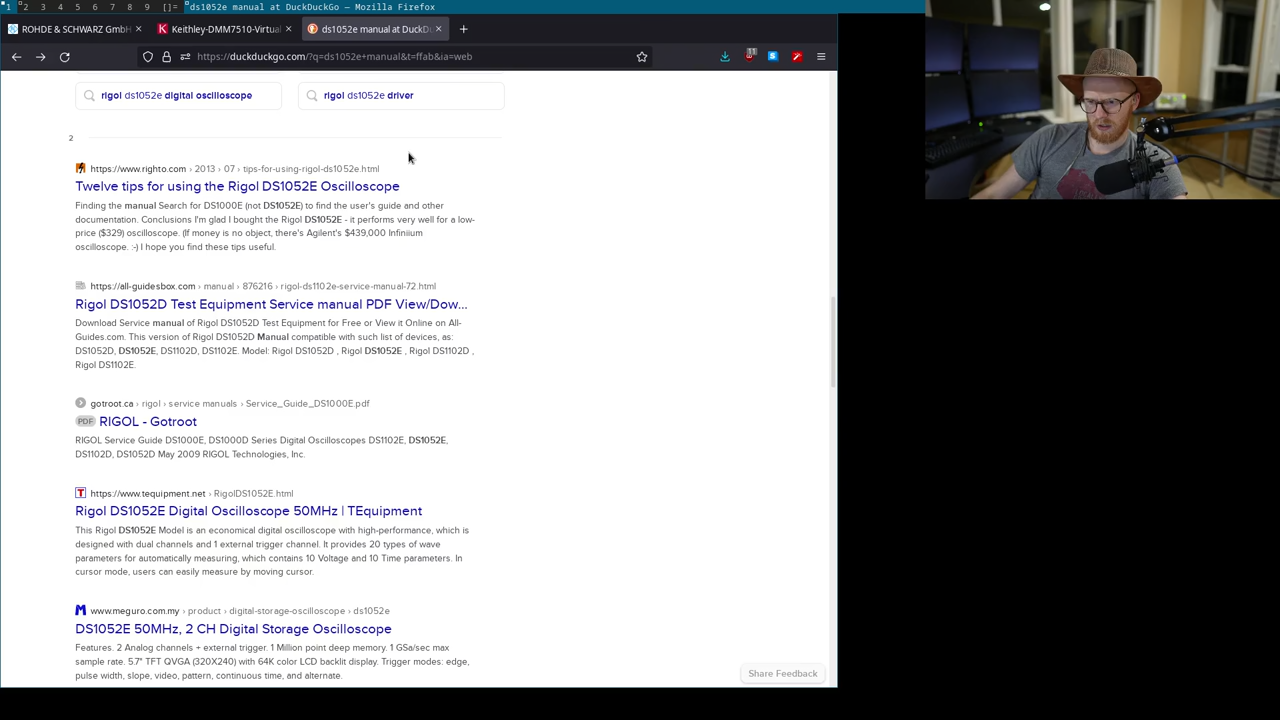 1 2 3 4 5 6 7 8 9 []= ds1052e manual at DuckDuckGo — Mozilla Firefox
ROHDE & SCHWARZ GmbH
Keithley-DMM7510-Virtual
ds1052e manual at DuckD
https://duckduckgo.com/?q=ds1052e+manual&t=ffab&ia=web
rigol ds1052e digital oscilloscope
rigol ds1052e driver
2
https://www.righto.com › 2013 › 07 › tips-for-using-rigol-ds1052e.html
Twelve tips for using the Rigol DS1052E Oscilloscope
Finding the manual Search for DS1000E (not DS1052E) to find the user's guide and other
documentation. Conclusions I'm glad I bought the Rigol DS1052E - it performs very well for a low-
price ($329) oscilloscope. (If money is no object, there's Agilent's $439,000 Infiniium
oscilloscope. :-) I hope you find these tips useful.
https://all-guidesbox.com › manual › 876216 › rigol-ds1102e-service-manual-72.html
Rigol DS1052D Test Equipment Service manual PDF View/Dow...
Download Service manual of Rigol DS1052D Test Equipment for Free or View it Online on All-
Guides.com. This version of Rigol DS1052D Manual compatible with such list of devices, as:
DS1052D, DS1052E, DS1102D, DS1102E. Model: Rigol DS1052D , Rigol DS1052E , Rigol DS1102D ,
Rigol DS1102E.
gotroot.ca › rigol › service manuals › Service_Guide_DS1000E.pdf
PDF RIGOL - Gotroot
RIGOL Service Guide DS1000E, DS1000D Series Digital Oscilloscopes DS1102E, DS1052E,
DS1102D, DS1052D May 2009 RIGOL Technologies, Inc.
https://www.tequipment.net › RigolDS1052E.html
Rigol DS1052E Digital Oscilloscope 50MHz | TEquipment
This Rigol DS1052E Model is an economical digital oscilloscope with high-performance, which is
designed with dual channels and 1 external trigger channel. It provides 20 types of wave
parameters for automatically measuring, which contains 10 Voltage and 10 Time parameters. In
cursor mode, users can easily measure by moving cursor.
www.meguro.com.my › product › digital-storage-oscilloscope › ds1052e
DS1052E 50MHz, 2 CH Digital Storage Oscilloscope
Features. 2 Analog channels + external trigger. 1 Million point deep memory. 1 GSa/sec max
sample rate. 5.7" TFT QVGA (320X240) with 64K color LCD backlit display. Trigger modes: edge,
pulse width, slope, video, pattern, continuous time, and alternate.
Share Feedback